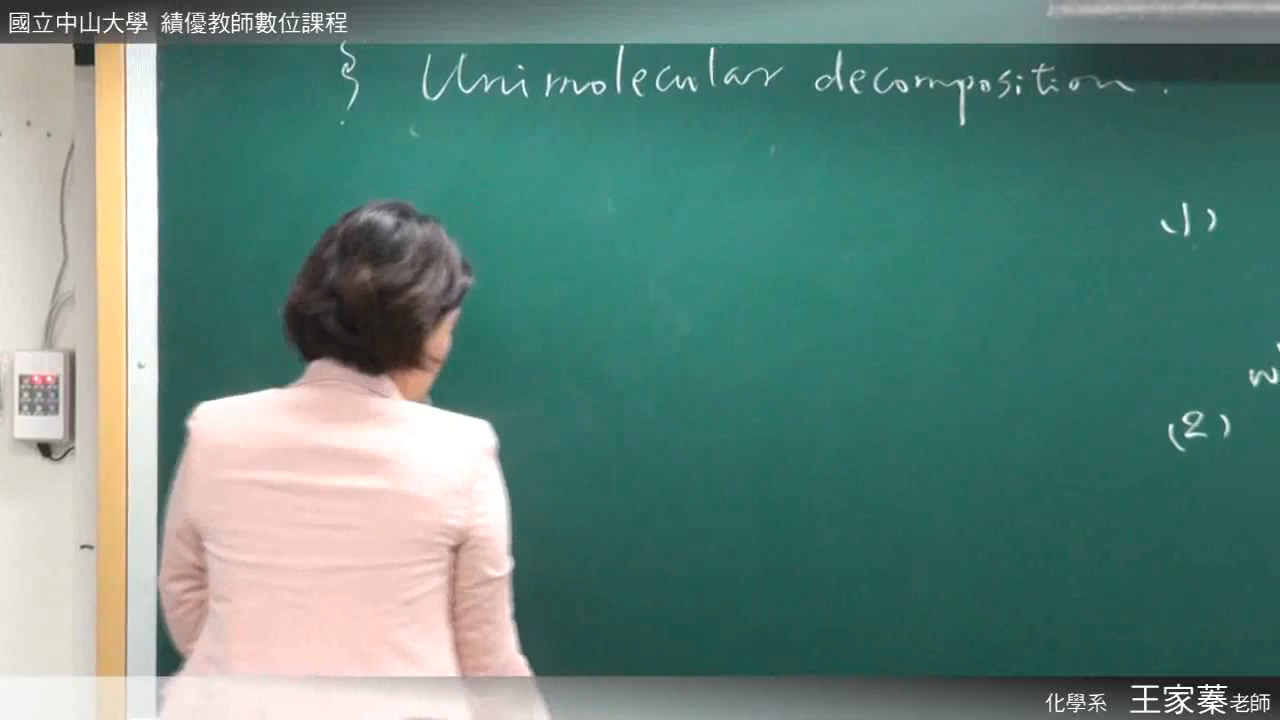 國立中山大學 績優教師數位課程
§ Unimolecular decomposition.
(1)
w
(2)
化學系 王家蓁老師